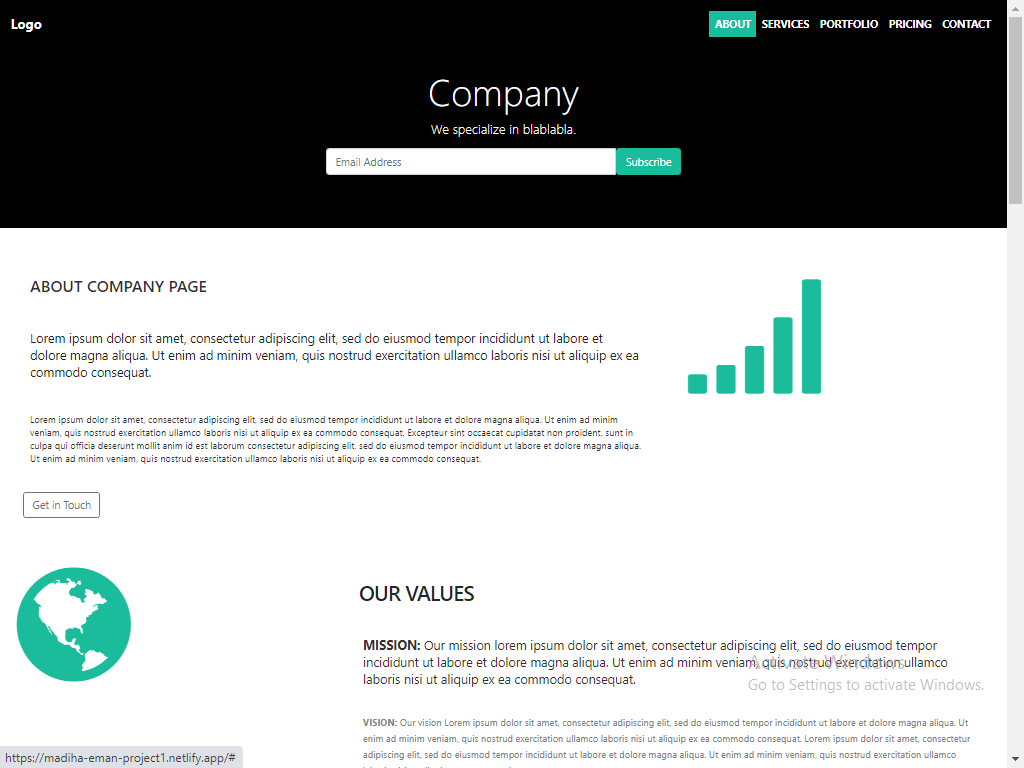 Logo
ABOUT SERVICES PORTFOLIO PRICING CONTACT
Company
We specialize in blablabla.
Email Address Subscribe
ABOUT COMPANY PAGE
Lorem ipsum dolor sit amet, consectetur adipiscing elit, sed do eiusmod tempor incididunt ut labore et
dolore magna aliqua. Ut enim ad minim veniam, quis nostrud exercitation ullamco laboris nisi ut aliquip ex ea
commodo consequat.
Lorem ipsum dolor sit amet, consectetur adipiscing elit, sed do eiusmod tempor incididunt ut labore et dolore magna aliqua. Ut enim ad minim
veniam, quis nostrud exercitation ullamco laboris nisi ut aliquip ex ea commodo consequat. Excepteur sint occaecat cupidatat non proident, sunt in
culpa qui officia deserunt mollit anim id est laborum consectetur adipiscing elit, sed do eiusmod tempor incididunt ut labore et dolore magna aliqua.
Ut enim ad minim veniam, quis nostrud exercitation ullamco laboris nisi ut aliquip ex ea commodo consequat.
Get in Touch
OUR VALUES
MISSION: Our mission lorem ipsum dolor sit amet, consectetur adipiscing elit, sed do eiusmod tempor
incididunt ut labore et dolore magna aliqua. Ut enim ad minim veniam, quis nostrud exercitation ullamco
laboris nisi ut aliquip ex ea commodo consequat.
Activate Windows
Go to Settings to activate Windows.
VISION: Our vision Lorem ipsum dolor sit amet, consectetur adipiscing elit, sed do eiusmod tempor incididunt ut labore et dolore magna aliqua. Ut
enim ad minim veniam, quis nostrud exercitation ullamco laboris nisi ut aliquip ex ea commodo consequat. Lorem ipsum dolor sit amet, consectetur
adipiscing elit, sed do eiusmod tempor incididunt ut labore et dolore magna aliqua. Ut enim ad minim veniam, quis nostrud exercitation ullamco
https://madiha-eman-project1.netlify.app/#